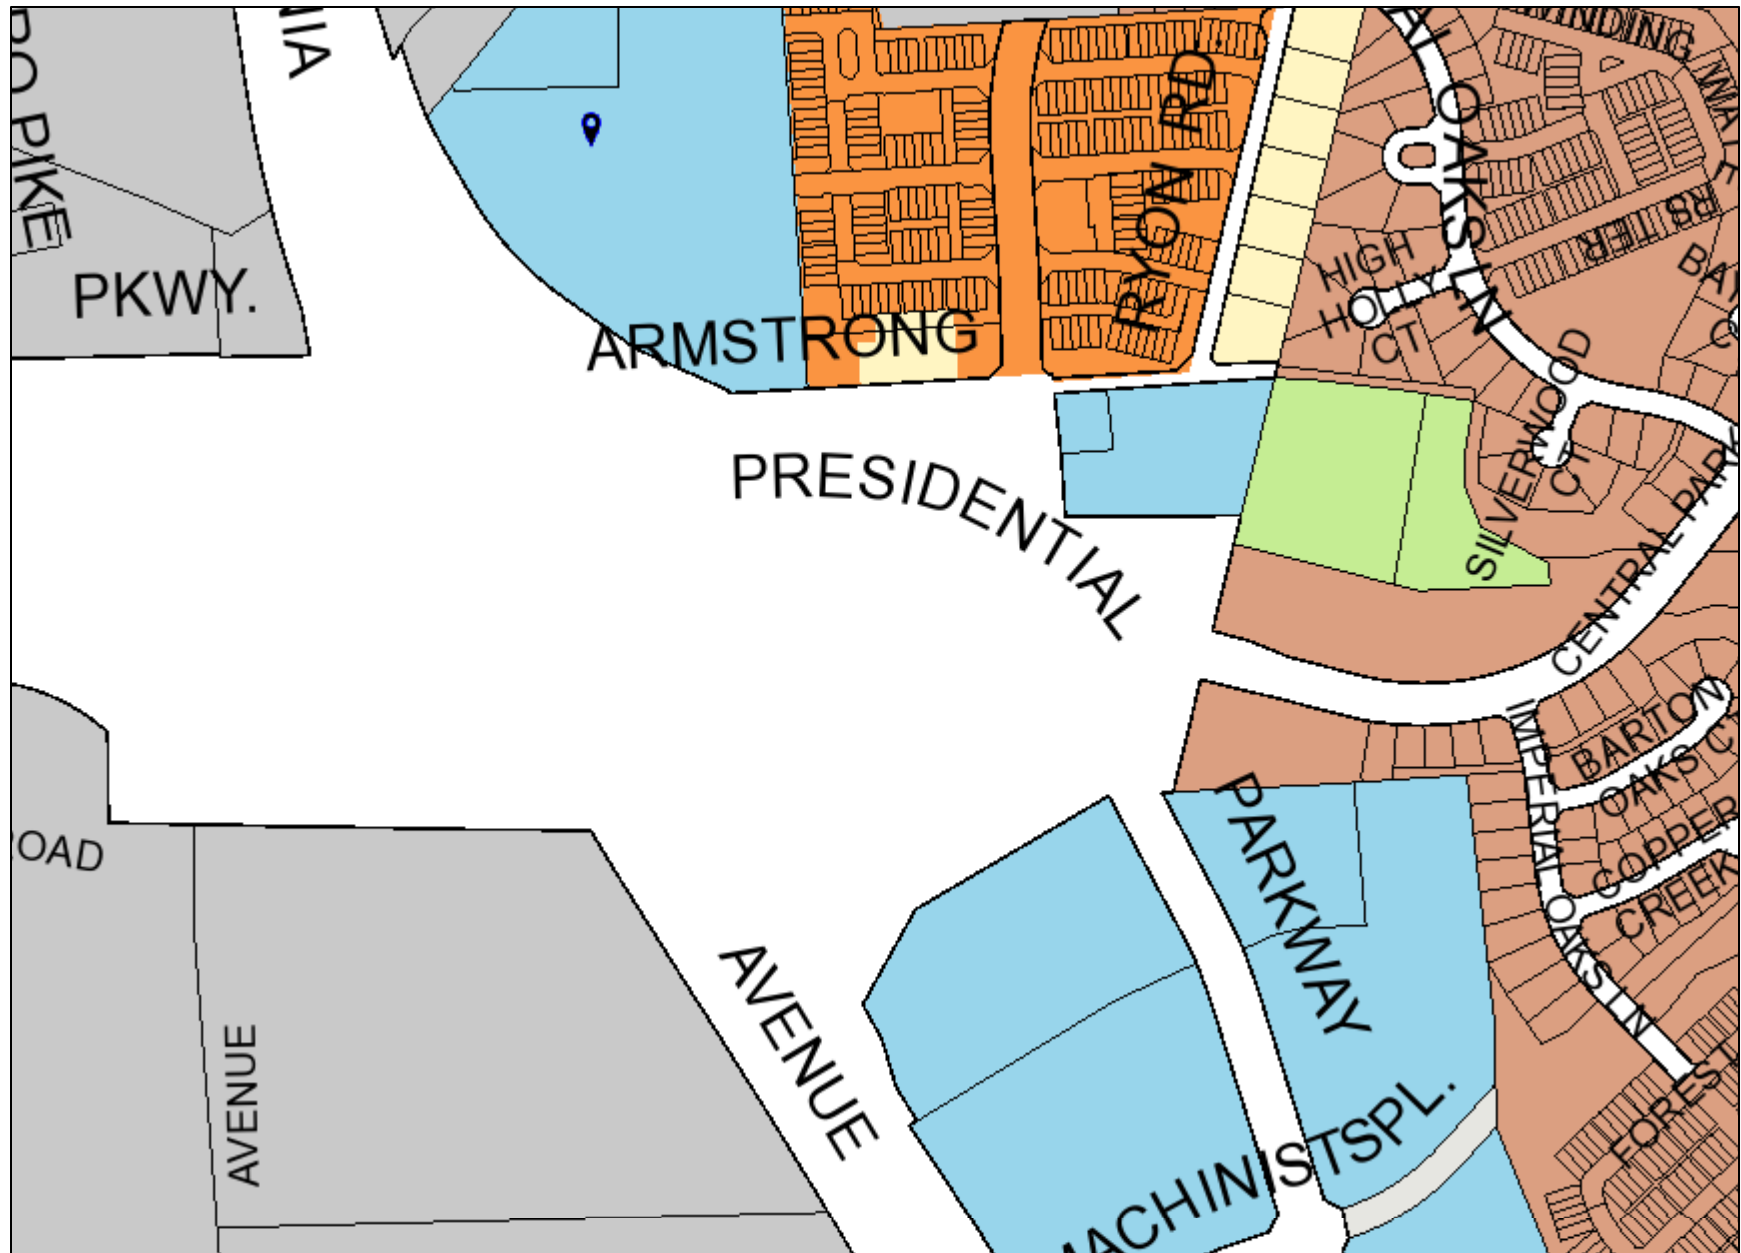 PIKE
PKWY.
ARMSTRONG
RYON RD.
OAKS LN
WINDING
HIGH
HOLLY
CT
SILVERWOOD
CT
CENTRAL PARK
PRESIDENTIAL
PARKWAY
IMPERIAL OAKS LN
BARTON
OAKS CT
COPPER
CREEK
FOREST
AVENUE
AVENUE
MACHINISTS PL.